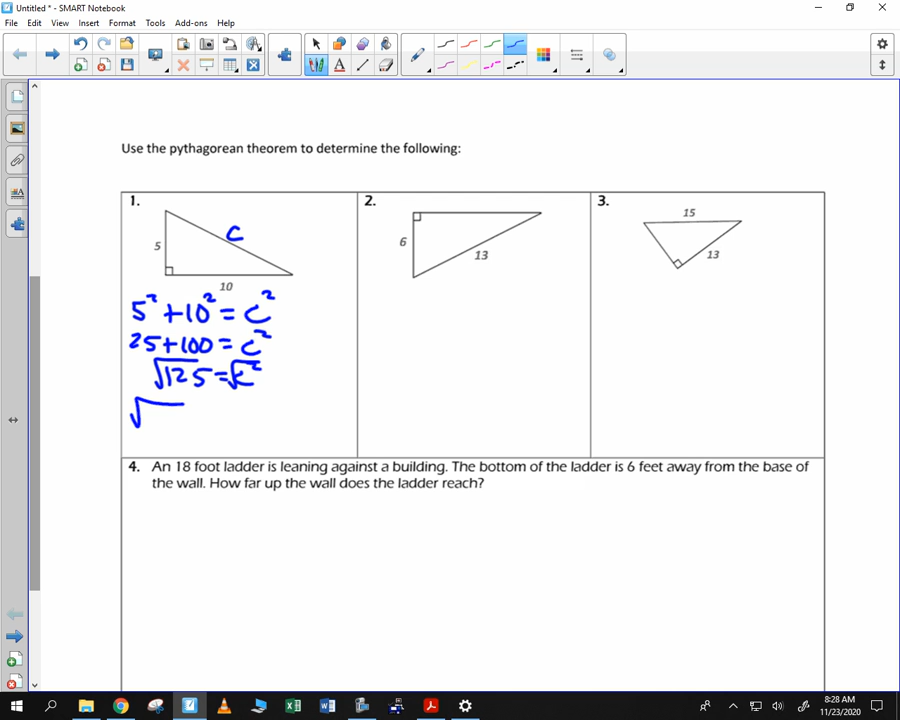 Untitled * - SMART Notebook
File Edit View Insert Format Tools Add-ons Help
Use the pythagorean theorem to determine the following:
1.
5
c
10
5² + 10² = c²
25 + 100 = c²
√125 = √c²
√
2.
6
13
3.
15
13
4. An 18 foot ladder is leaning against a building. The bottom of the ladder is 6 feet away from the base of
the wall. How far up the wall does the ladder reach?
8:28 AM
11/23/2020